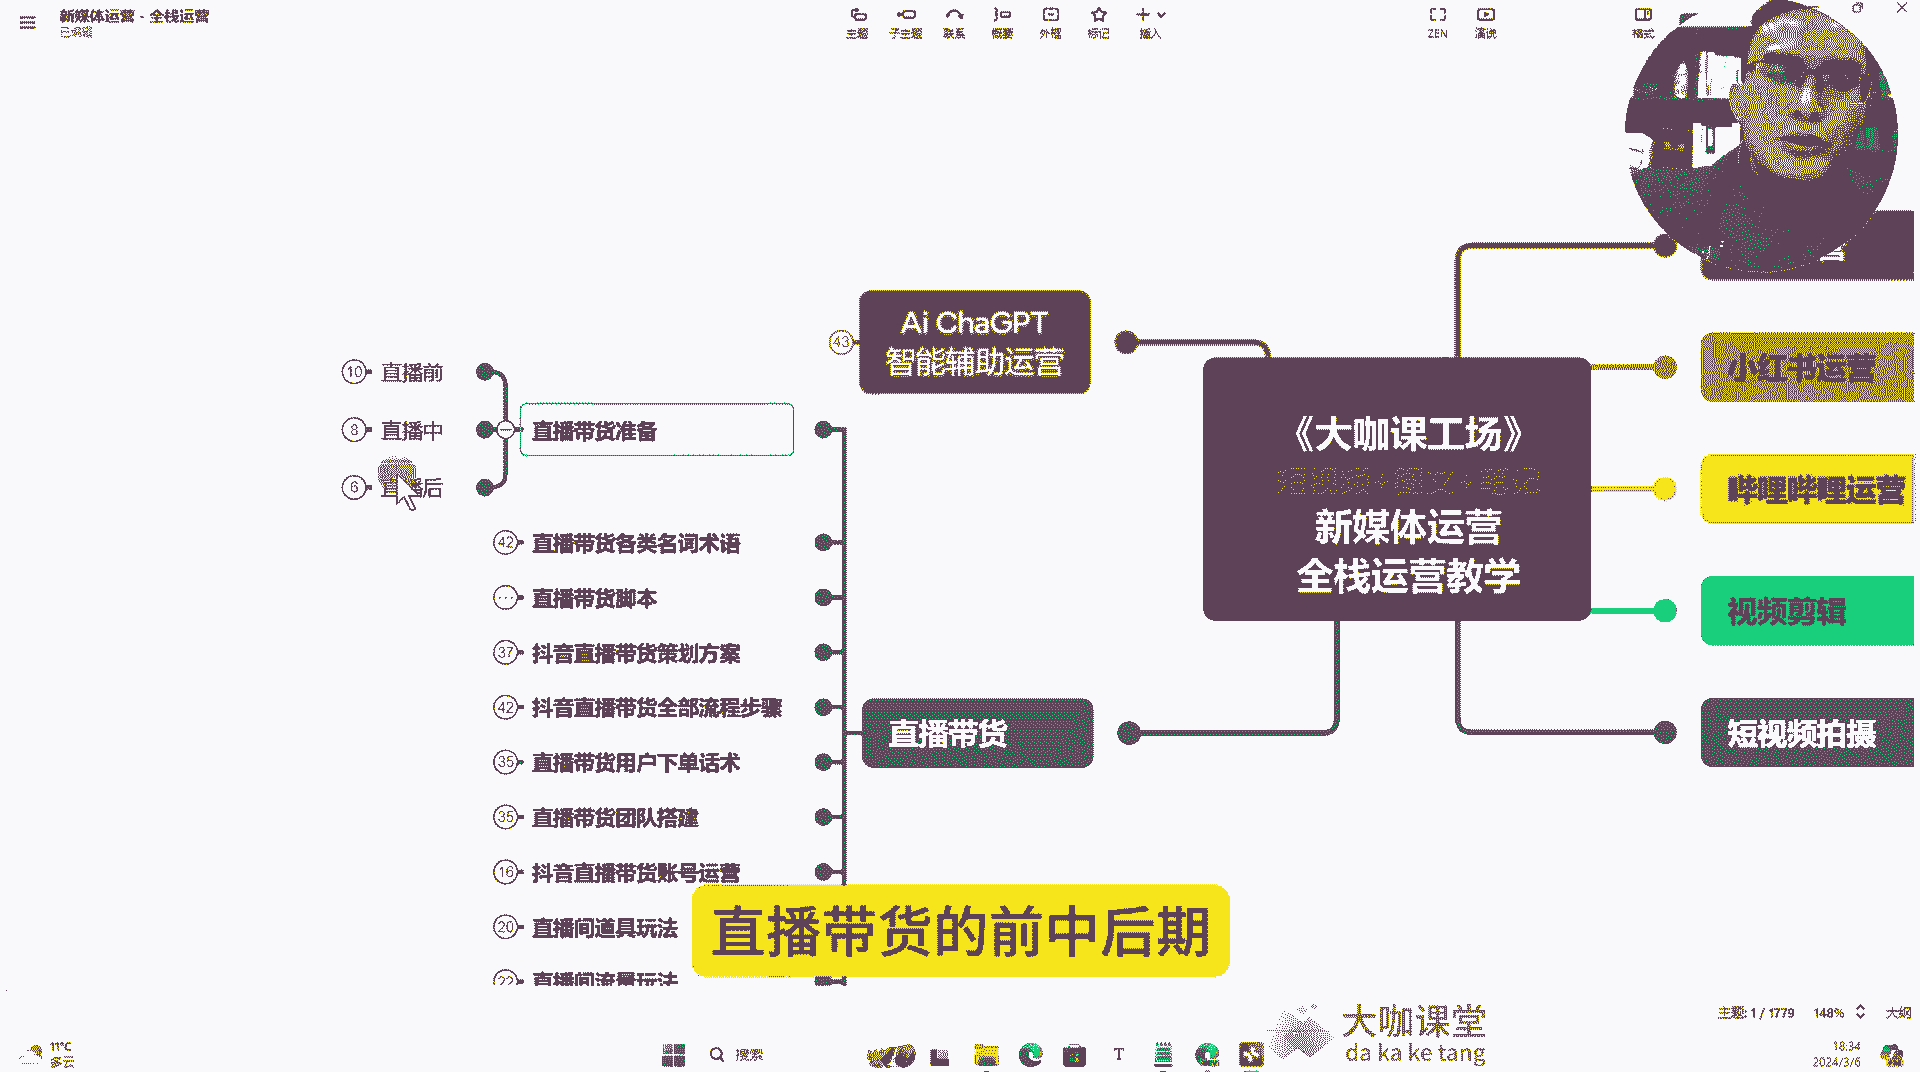 新媒体运营 - 全栈运营
已编辑
主题
子主题
联系
概要
外框
标记
插入
ZEN
演说
格式
Ai ChaGPT
智能辅助运营
43
10 直播前
8 直播中
6 直播后
直播带货准备
42 直播带货各类名词术语
直播带货脚本
37 抖音直播带货策划方案
42 抖音直播带货全部流程步骤
35 直播带货用户下单话术
35 直播带货团队搭建
16 抖音直播带货账号运营
20 直播间道具玩法
22 直播间流量玩法
直播带货
《大咖课工场》
短视频+图文+笔记
新媒体运营
全栈运营教学
小红书运营
哔哩哔哩运营
视频剪辑
短视频拍摄
直播带货的前中后期
大咖课堂
da ka ke tang
主题: 1 / 1779
148%
大纲
11°C
多云
搜索
18:34
2024/3/6